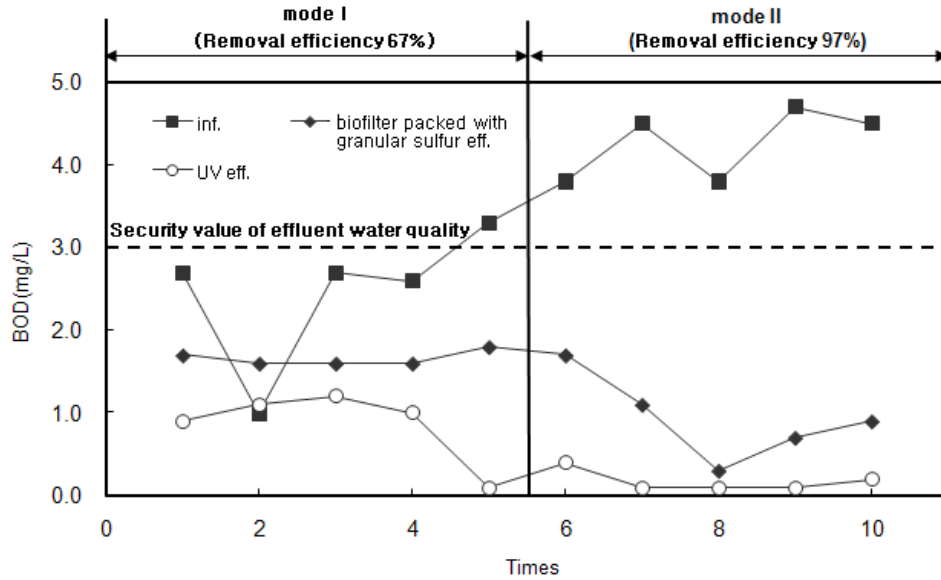 mode I
(Removal efficiency 67%)
mode II
(Removal efficiency 97%)
5.0
4.0
3.0
2.0
1.0
0.0
BOD(mg/L)
inf.
biofilter packed with
granular sulfur eff.
UV eff.
Security value of effluent water quality
0
2
4
6
8
10
Times